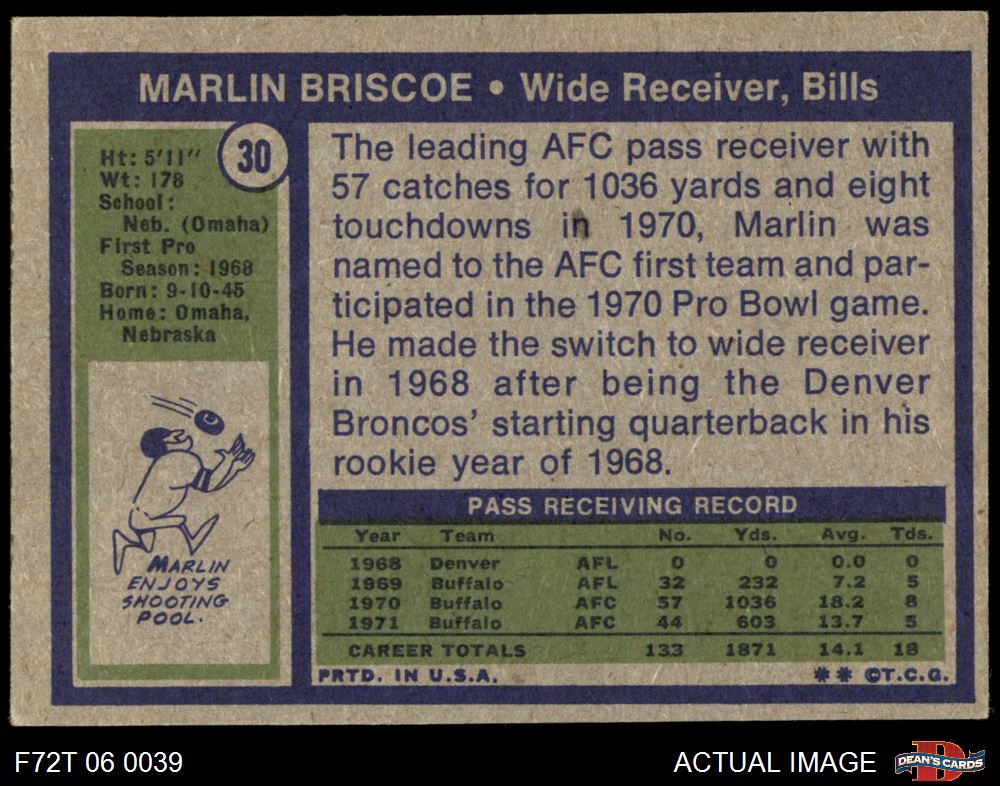 MARLIN BRISCOE • Wide Receiver, Bills
30
Ht: 5'11"
Wt: 178
School:
Neb. (Omaha)
First Pro
Season: 1968
Born: 9-10-45
Home: Omaha,
Nebraska
MARLIN
ENJOYS
SHOOTING
POOL.
The leading AFC pass receiver with
57 catches for 1036 yards and eight
touchdowns in 1970, Marlin was
named to the AFC first team and par-
ticipated in the 1970 Pro Bowl game.
He made the switch to wide receiver
in 1968 after being the Denver
Broncos' starting quarterback in his
rookie year of 1968.
PASS RECEIVING RECORD
Year Team No. Yds. Avg. Tds.
1968 Denver AFL 0 0 0.0 0
1969 Buffalo AFL 32 232 7.2 5
1970 Buffalo AFC 57 1036 18.2 8
1971 Buffalo AFC 44 603 13.7 5
CAREER TOTALS 133 1871 14.1 18
PRTD. IN U.S.A. ** ©T.C.G.
F72T 06 0039 ACTUAL IMAGE
D
DEAN'S CARDS